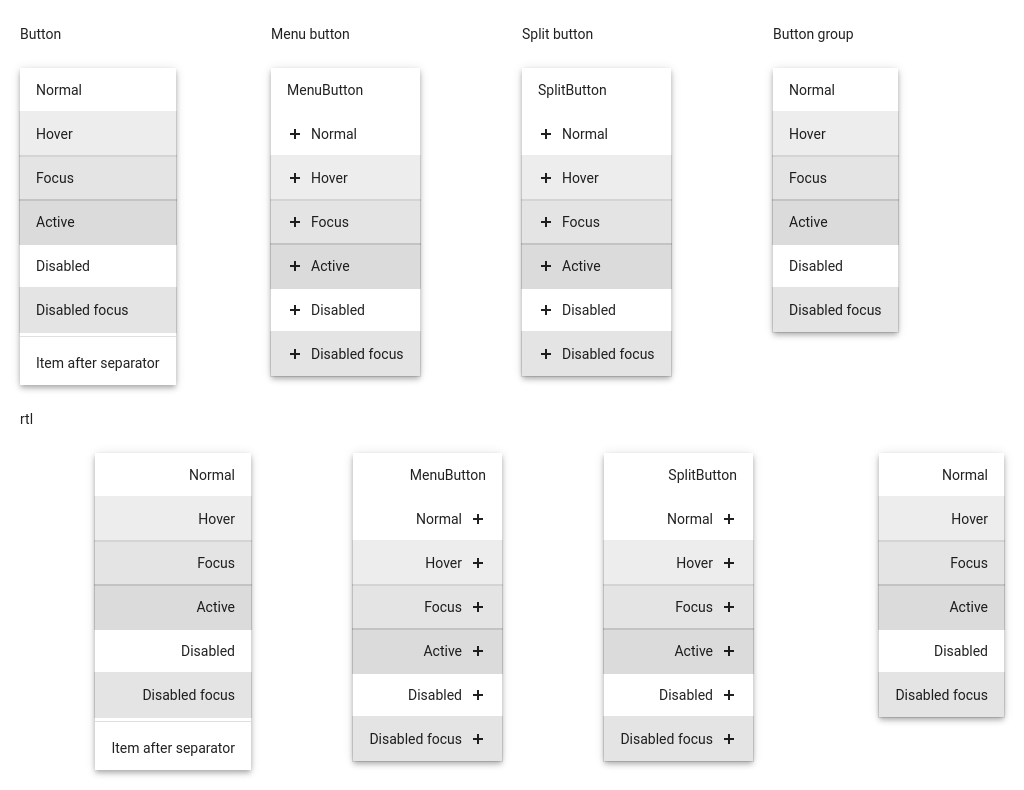 Button
Normal
Hover
Focus
Active
Disabled
Disabled focus
Item after separator
Menu button
MenuButton
Normal
Hover
Focus
Active
Disabled
Disabled focus
Split button
SplitButton
Normal
Hover
Focus
Active
Disabled
Disabled focus
Button group
Normal
Hover
Focus
Active
Disabled
Disabled focus
rtl
Normal
Hover
Focus
Active
Disabled
Disabled focus
Item after separator
MenuButton
Normal
Hover
Focus
Active
Disabled
Disabled focus
SplitButton
Normal
Hover
Focus
Active
Disabled
Disabled focus
Normal
Hover
Focus
Active
Disabled
Disabled focus